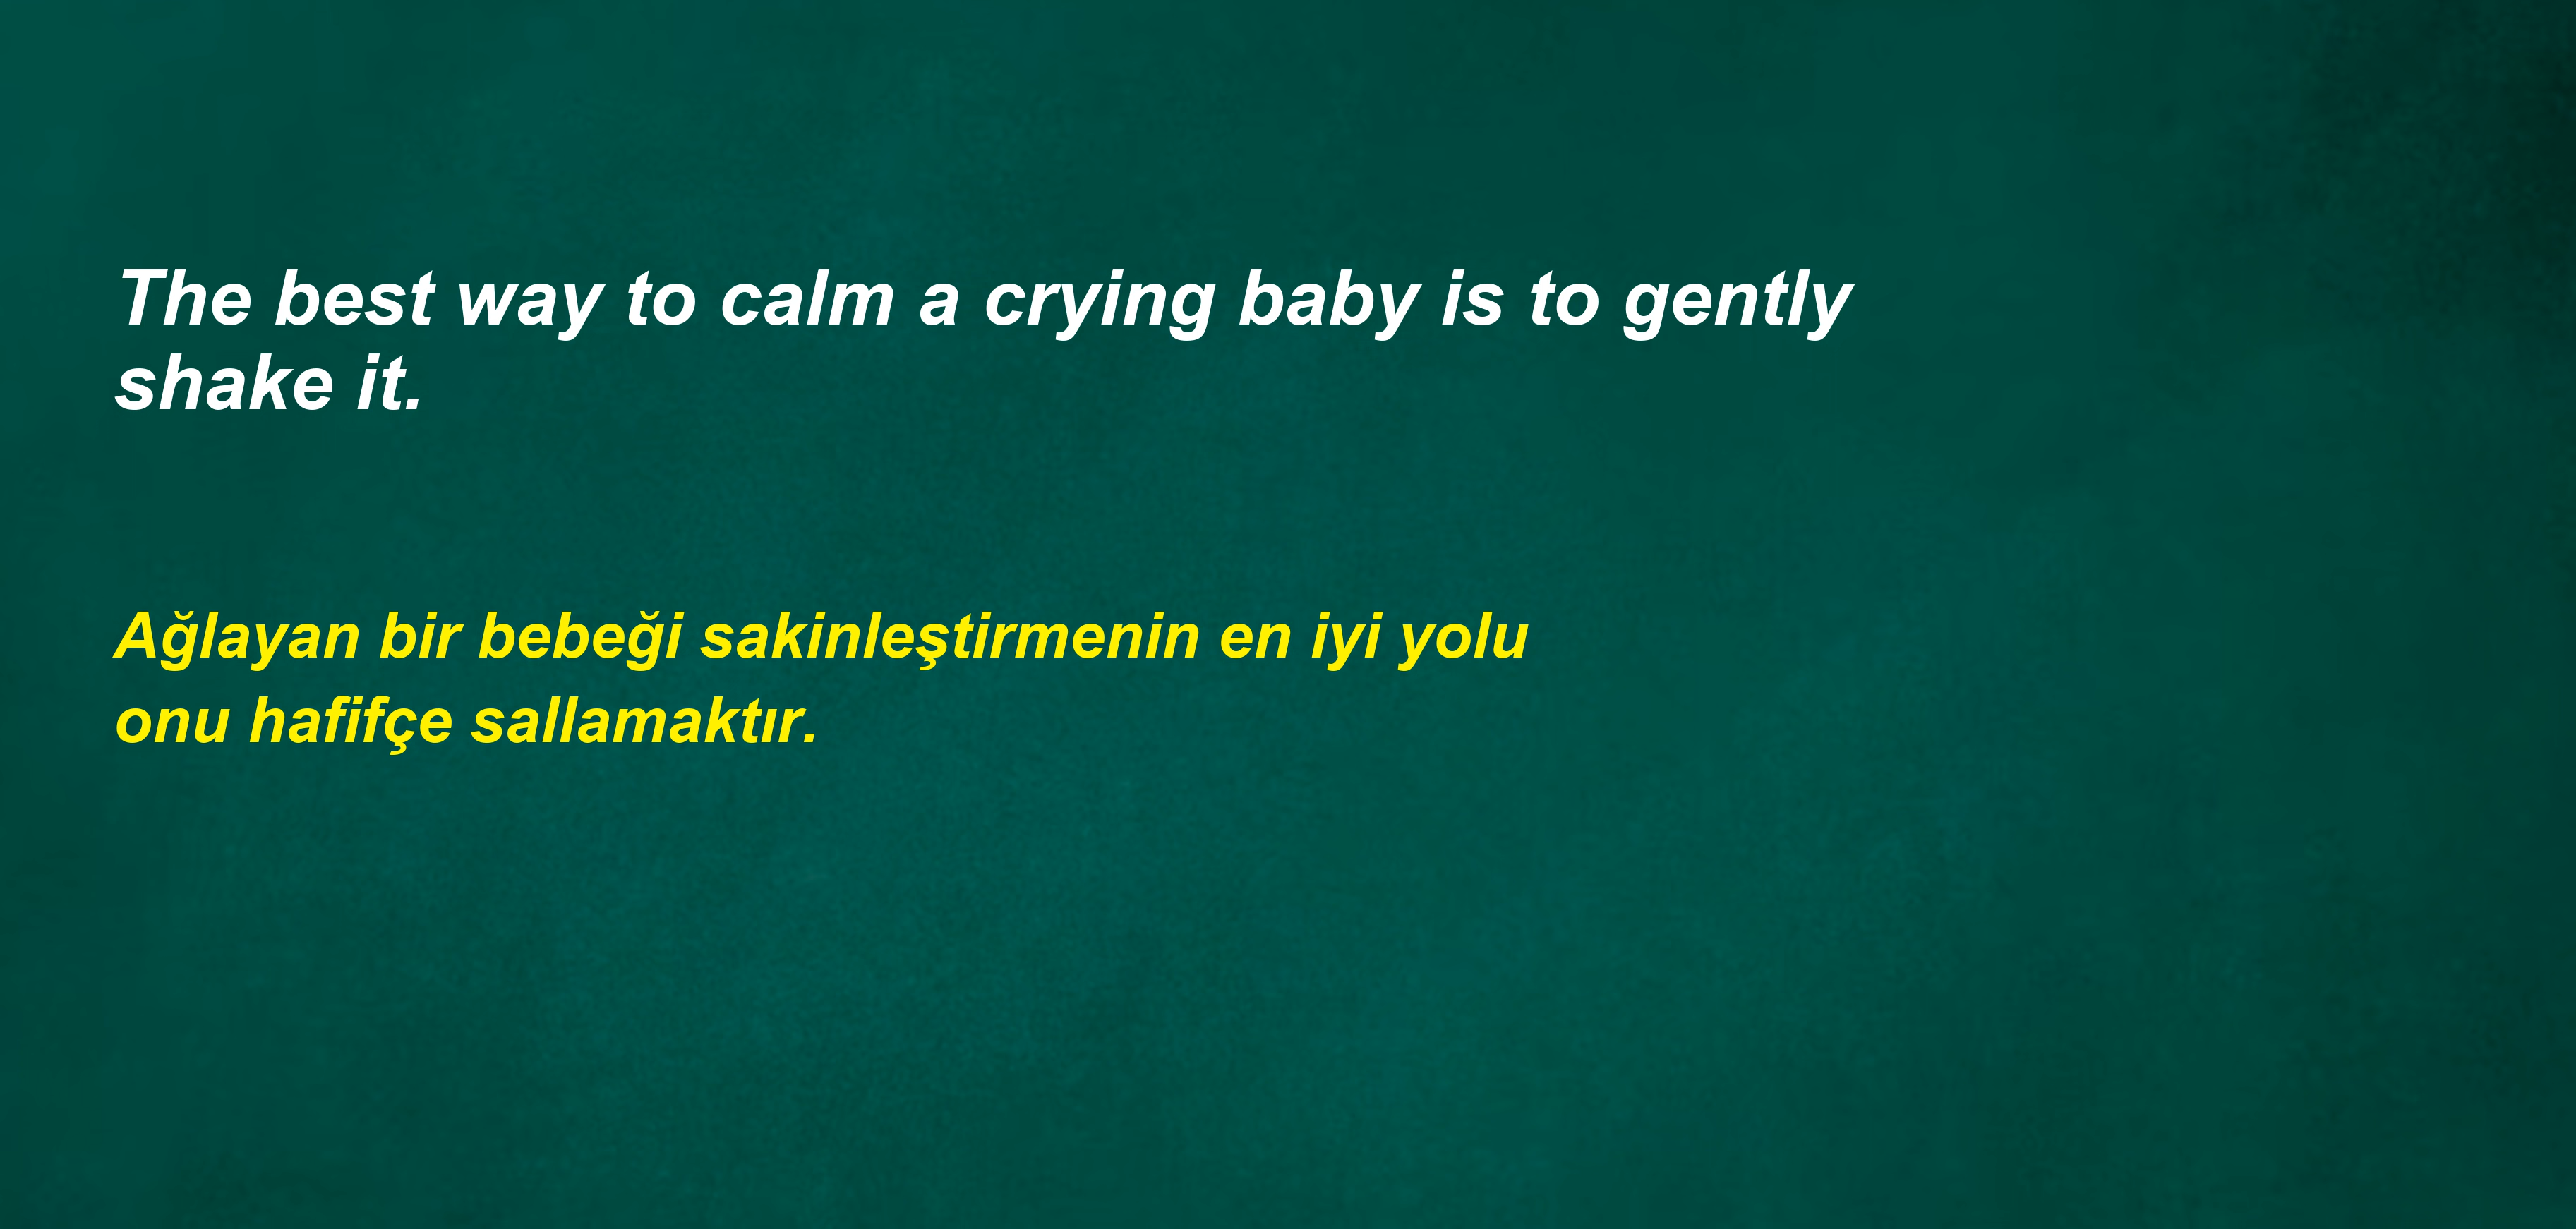 The best way to calm a crying baby is to gently
shake it.
Ağlayan bir bebeği sakinleştirmenin en iyi yolu
onu hafifçe sallamaktır.